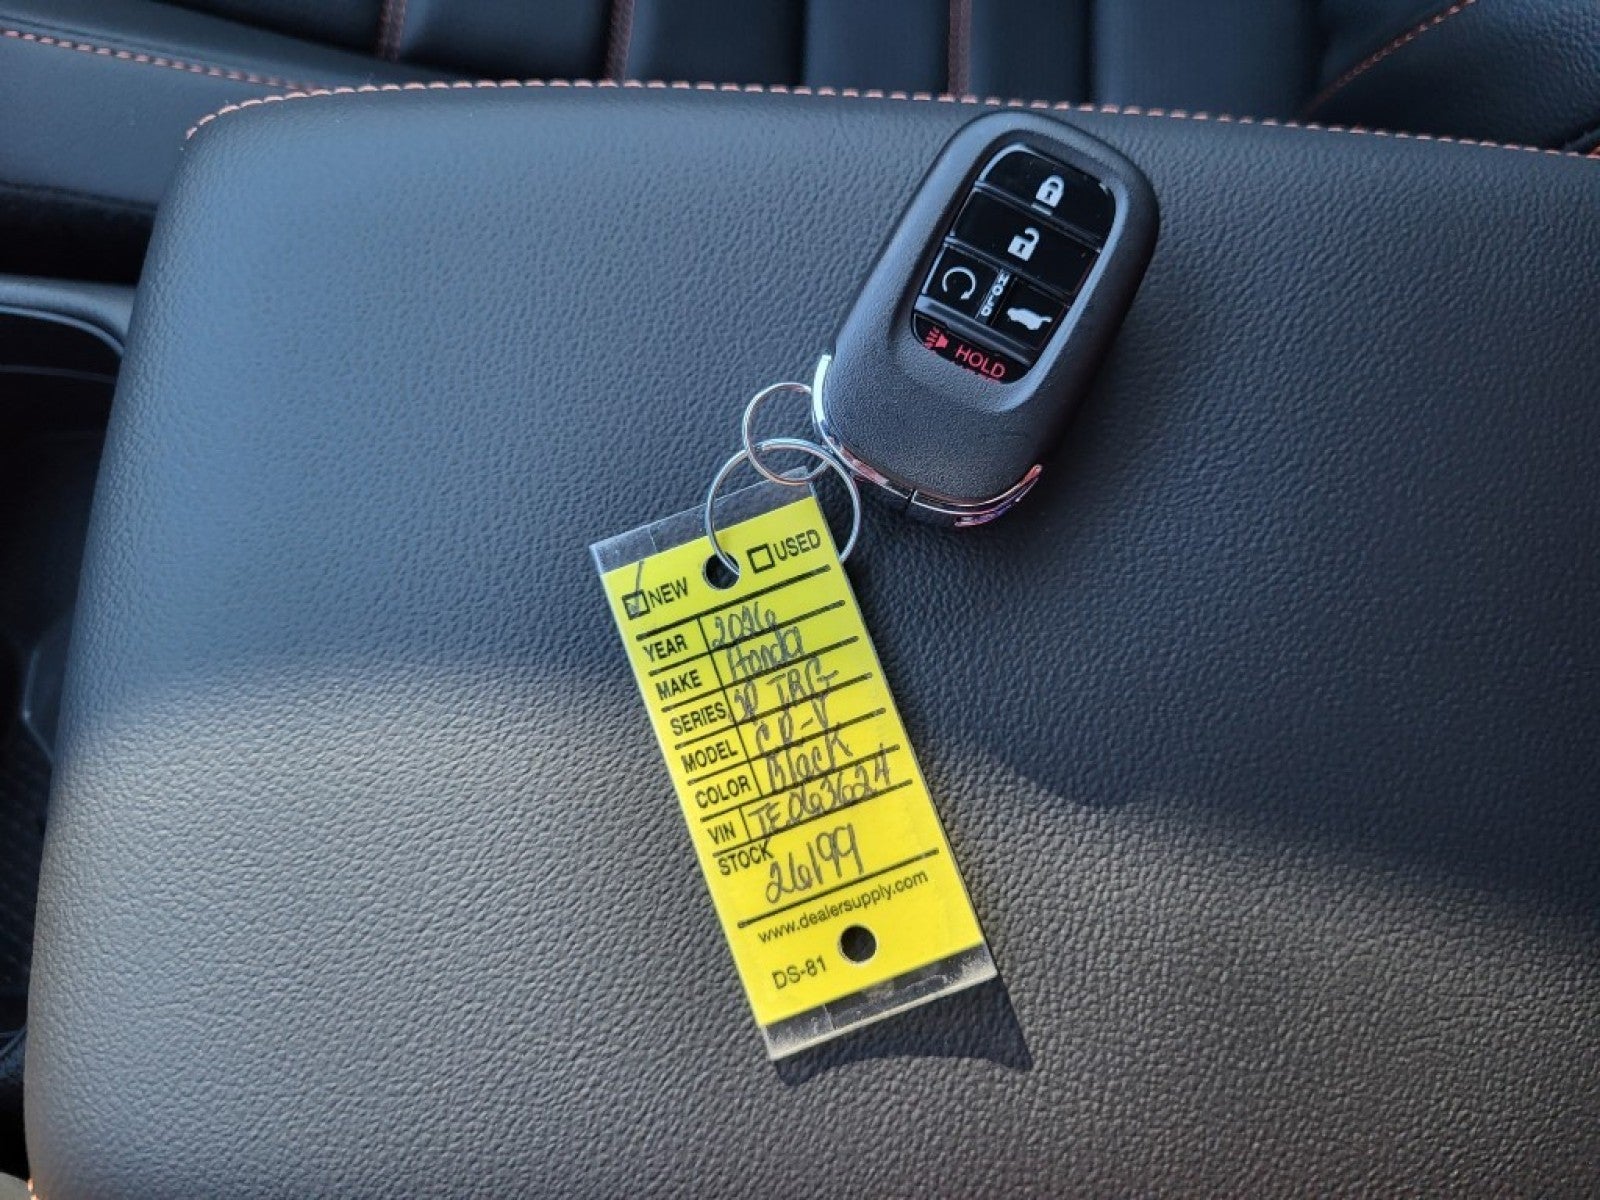 HOLD
HOLD
☑ NEW ☐ USED
YEAR 2026
MAKE Honda
SERIES
MODEL CR-V
COLOR Black
VIN TE063624
STOCK 26199
www.dealersupply.com
DS-81